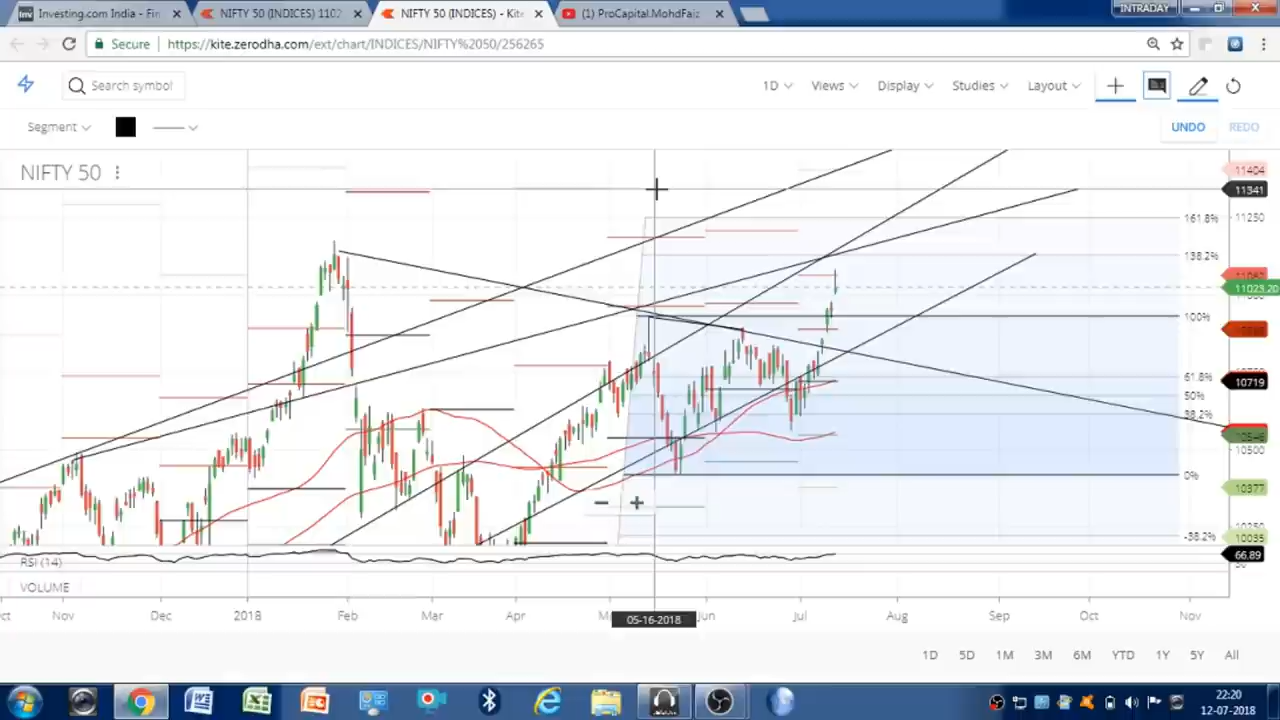 Investing.com India - Fin
NIFTY 50 (INDICES) 1102
NIFTY 50 (INDICES) - Kite
(1) ProCapital.MohdFaiz
INTRADAY
Secure
https://kite.zerodha.com/ext/chart/INDICES/NIFTY%2050/256265
Search symbol
1D
Views
Display
Studies
Layout
Segment
UNDO
REDO
NIFTY 50
11404
11341
11250
161.8%
138.2%
11023.20
100%
61.8%
10719
50%
38.2%
10500
0%
10377
-38.2%
10035
66.89
RSI (14)
VOLUME
Nov
Dec
2018
Feb
Mar
Apr
05-16-2018
Jun
Jul
Aug
Sep
Oct
Nov
1D
5D
1M
3M
6M
YTD
1Y
5Y
All
22:20
12-07-2018